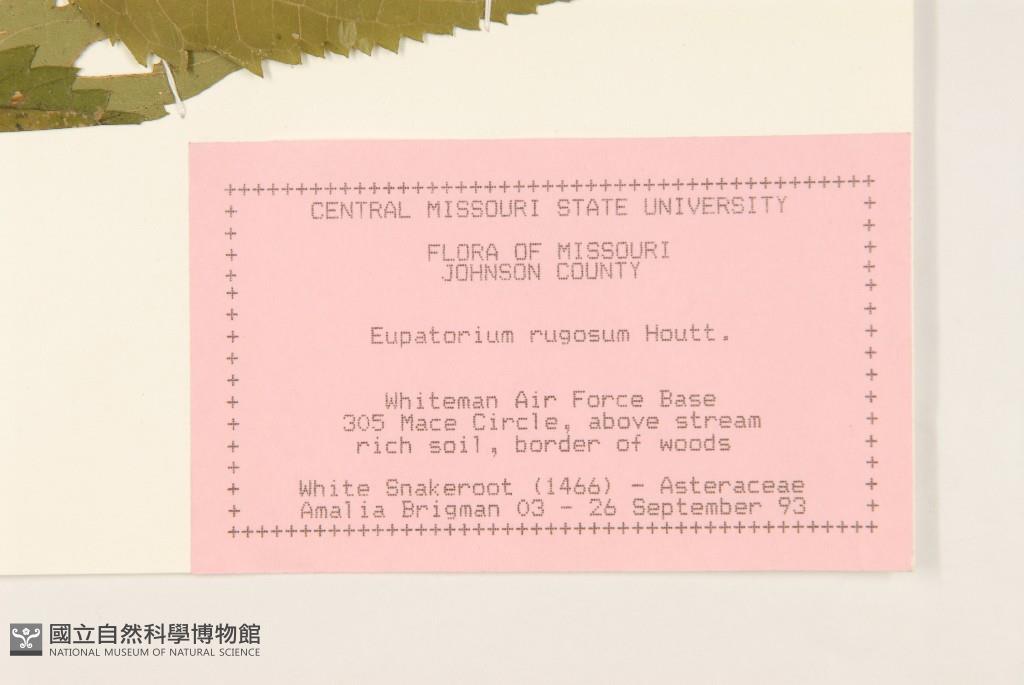 CENTRAL MISSOURI STATE UNIVERSITY
FLORA OF MISSOURI
JOHNSON COUNTY
Eupatorium rugosum Houtt.
Whiteman Air Force Base
305 Mace Circle, above stream
rich soil, border of woods
White Snakeroot (1466) - Asteraceae
Amalia Brigman 03 - 26 September 93
國立自然科學博物館
NATIONAL MUSEUM OF NATURAL SCIENCE